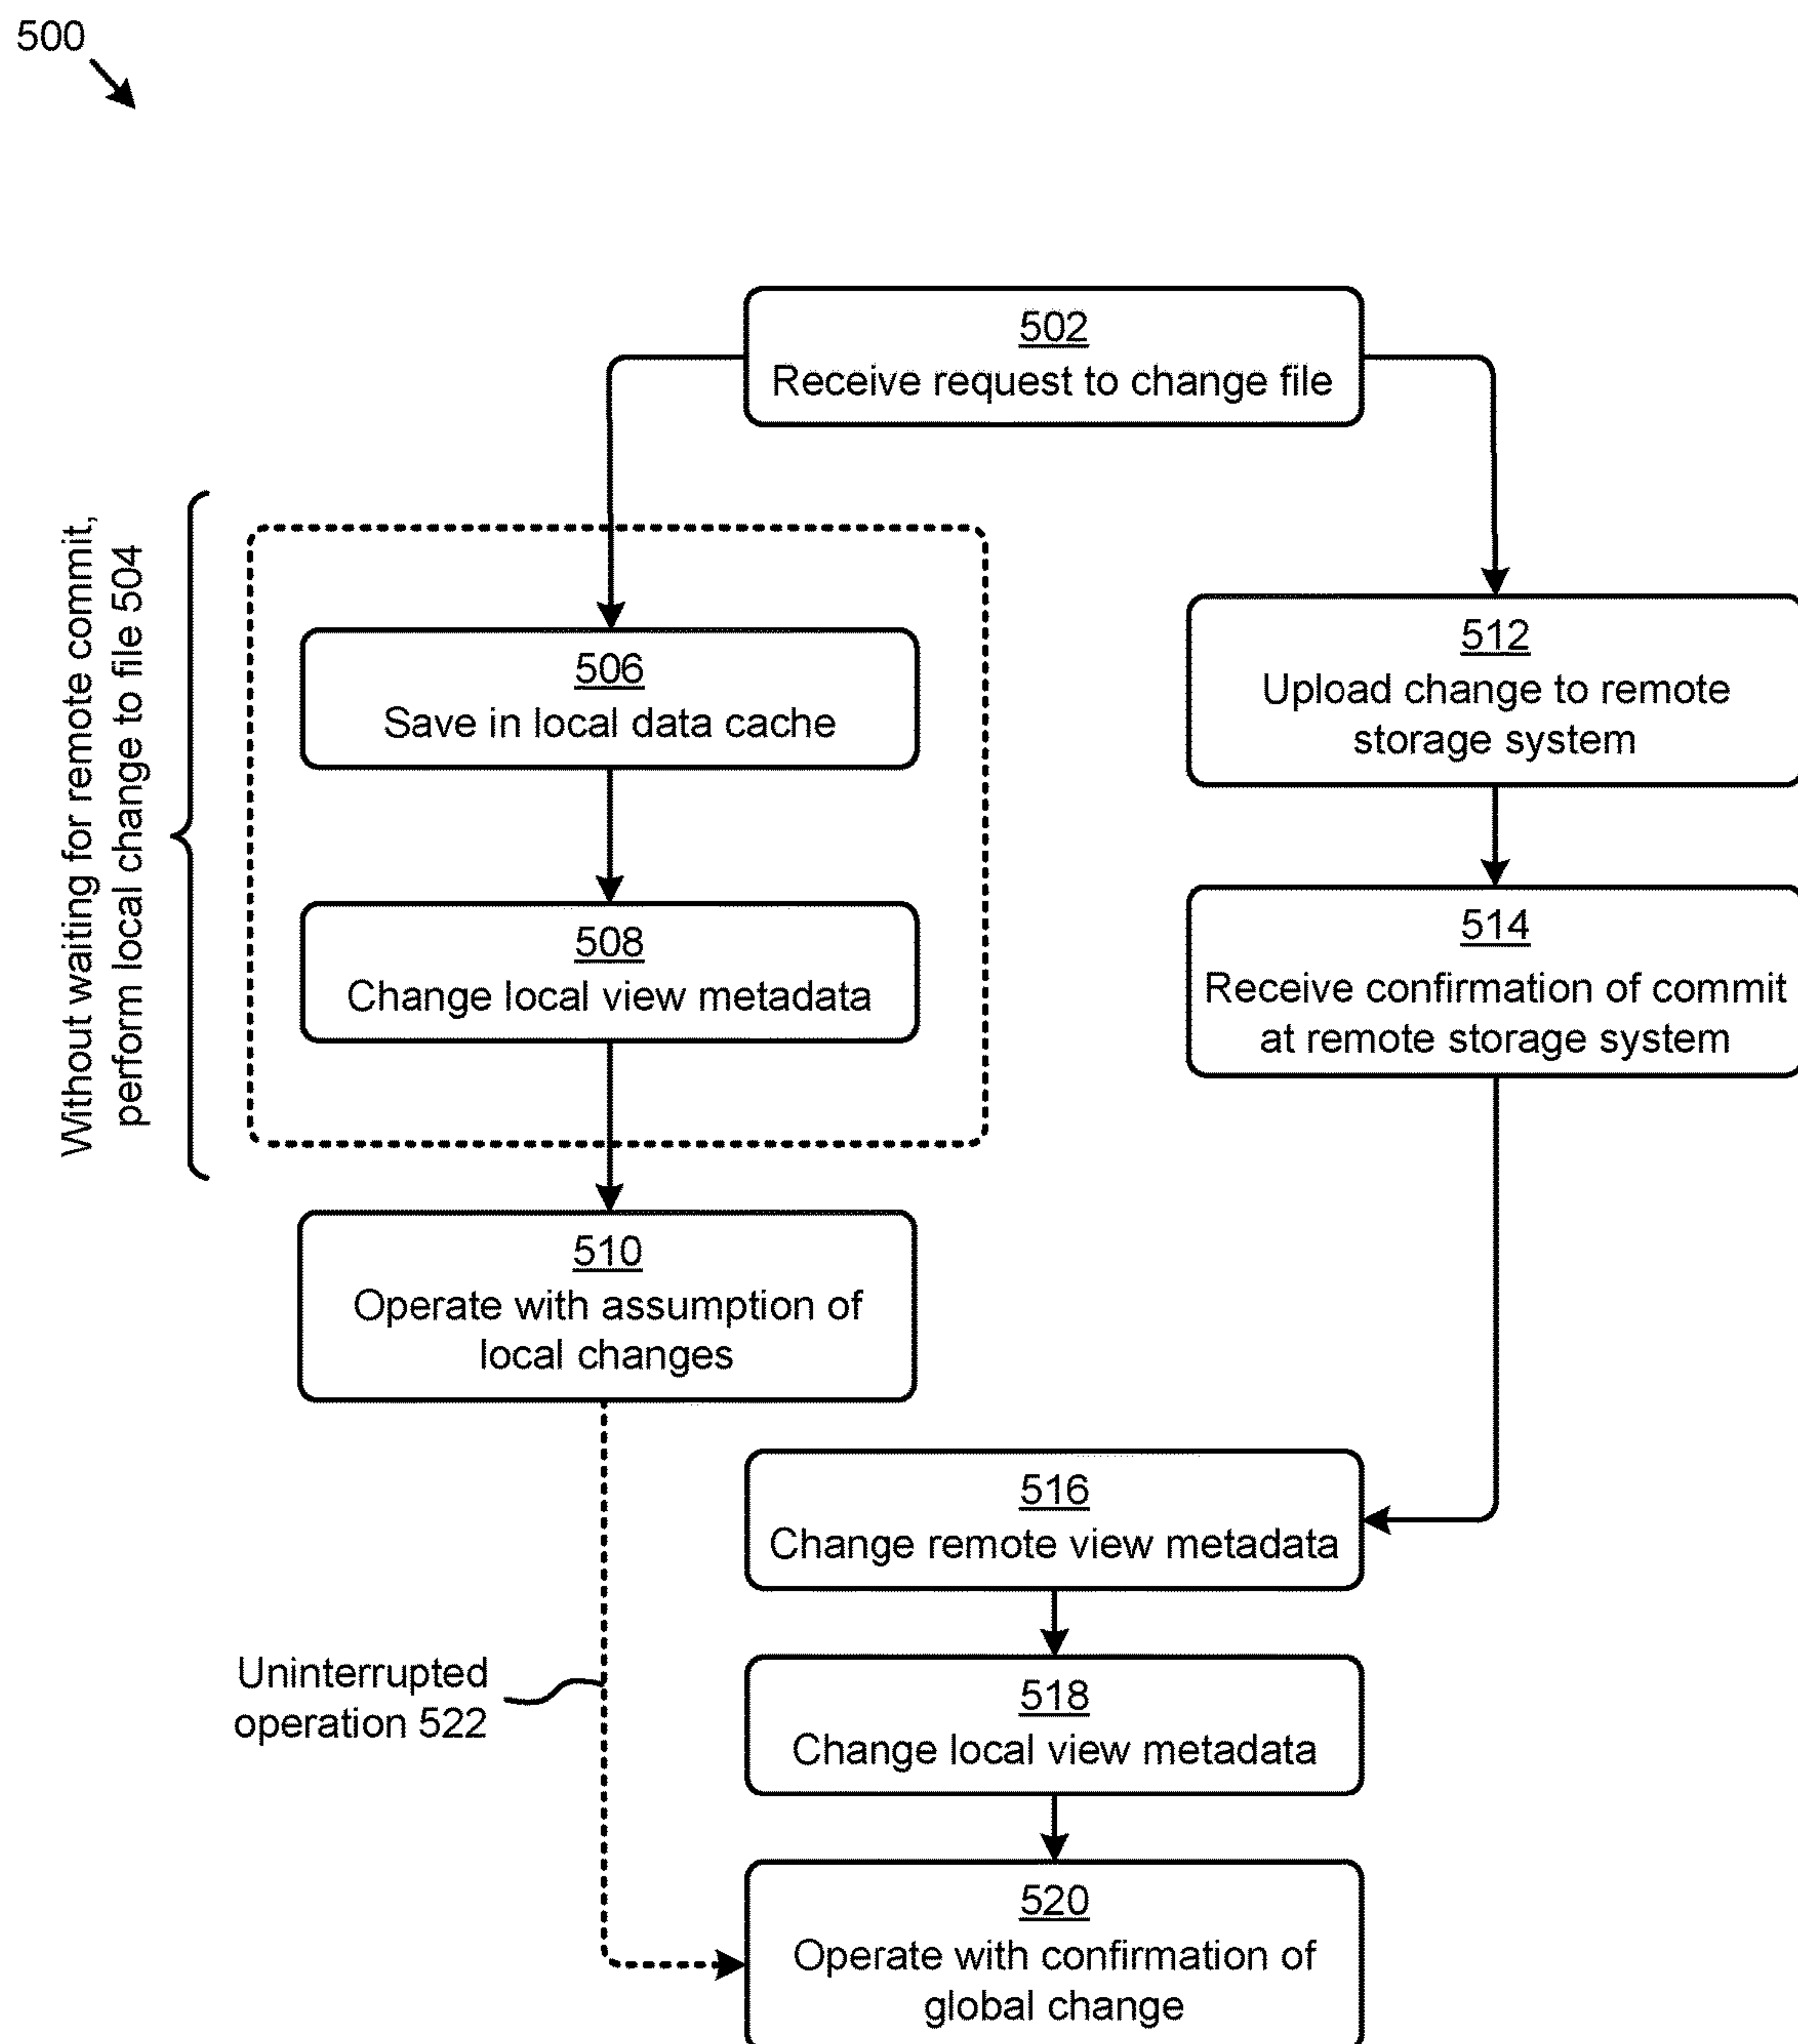 500
502
Receive request to change file
Without waiting for remote commit,
perform local change to file 504
506
Save in local data cache
508
Change local view metadata
510
Operate with assumption of
local changes
512
Upload change to remote
storage system
514
Receive confirmation of commit
at remote storage system
516
Change remote view metadata
518
Change local view metadata
Uninterrupted
operation 522
520
Operate with confirmation of
global change